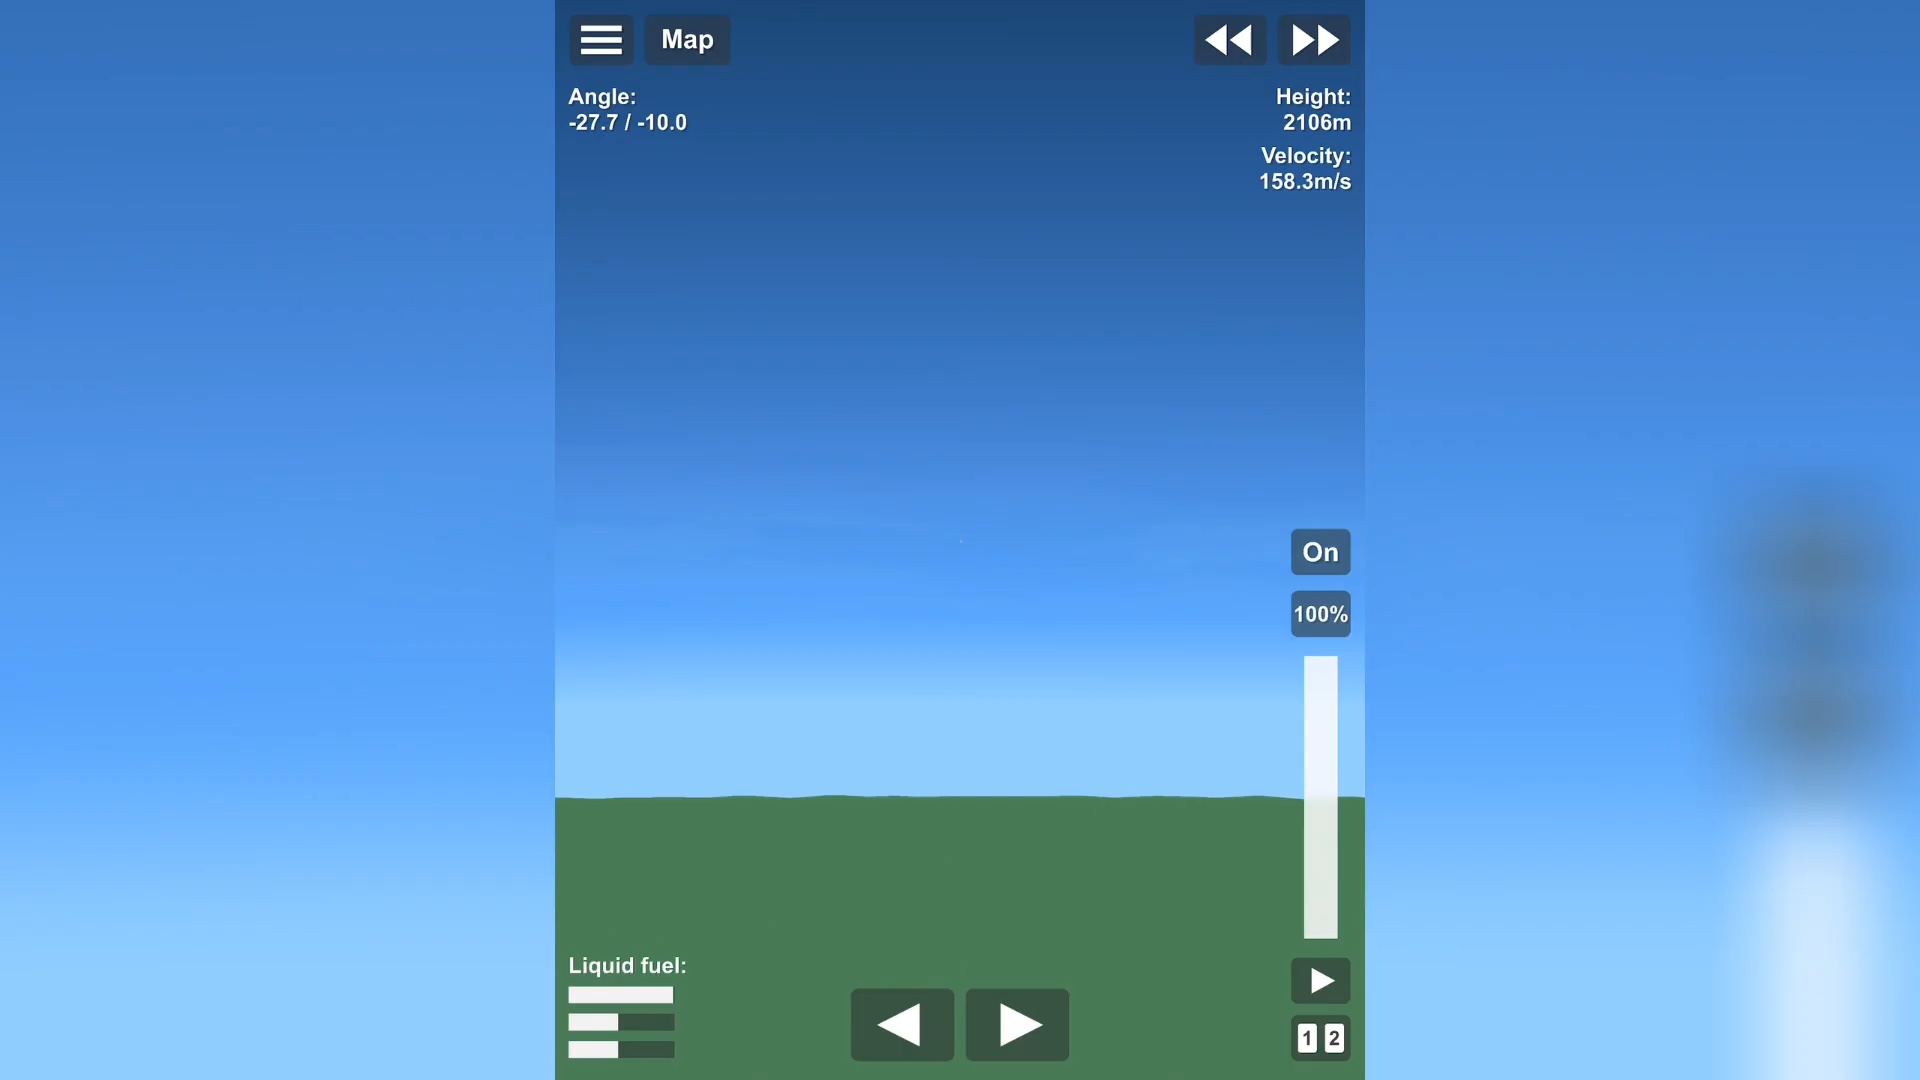 Map
Angle:
-27.7 / -10.0
Height:
2106m
Velocity:
158.3m/s
On
100%
Liquid fuel:
1 2